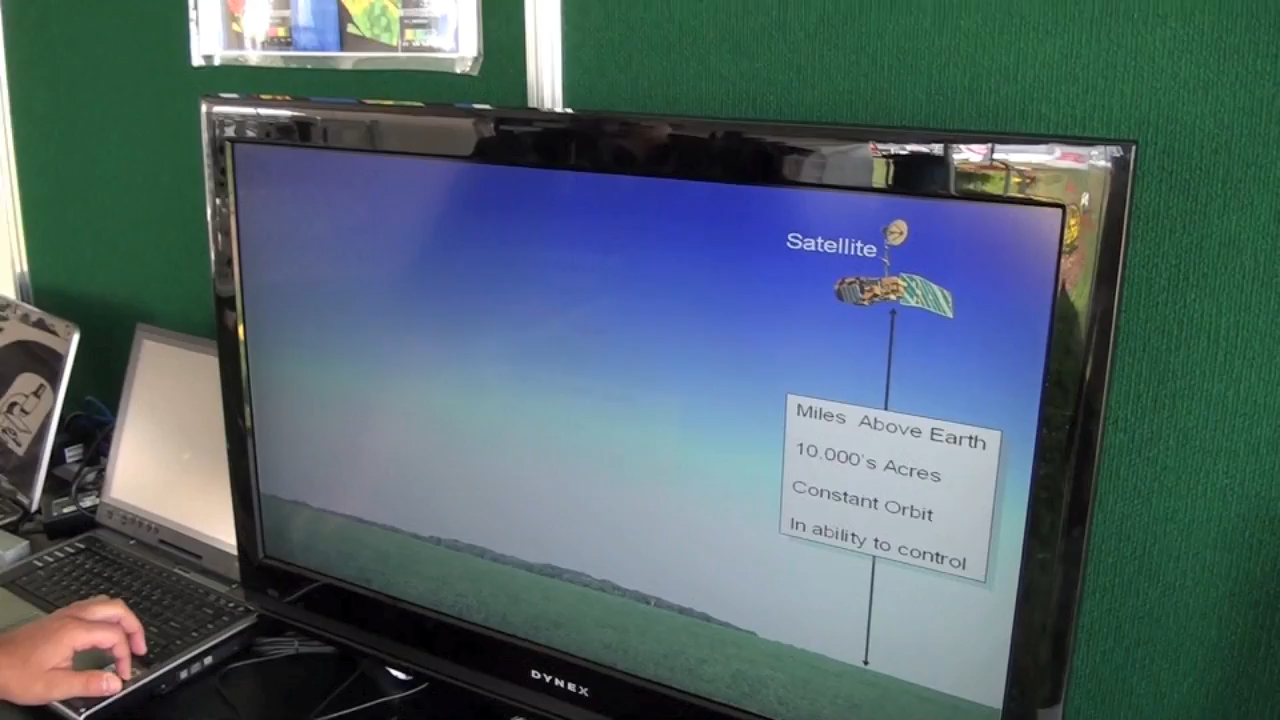 Satellite
Miles Above Earth
10.000's Acres
Constant Orbit
In ability to control
DYNEX